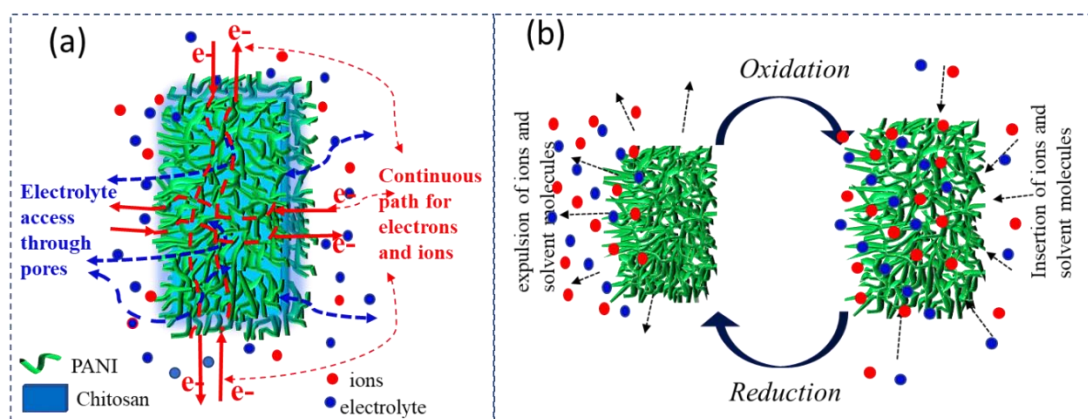 (a)
e-
e-
Electrolyte
access
through
pores
e-
e-
Continuous
path for
electrons
and ions
e-
e-
PANI
Chitosan
ions
electrolyte
(b)
Oxidation
expulsion of ions and
solvent molecules
Insertion of ions and
solvent molecules
Reduction